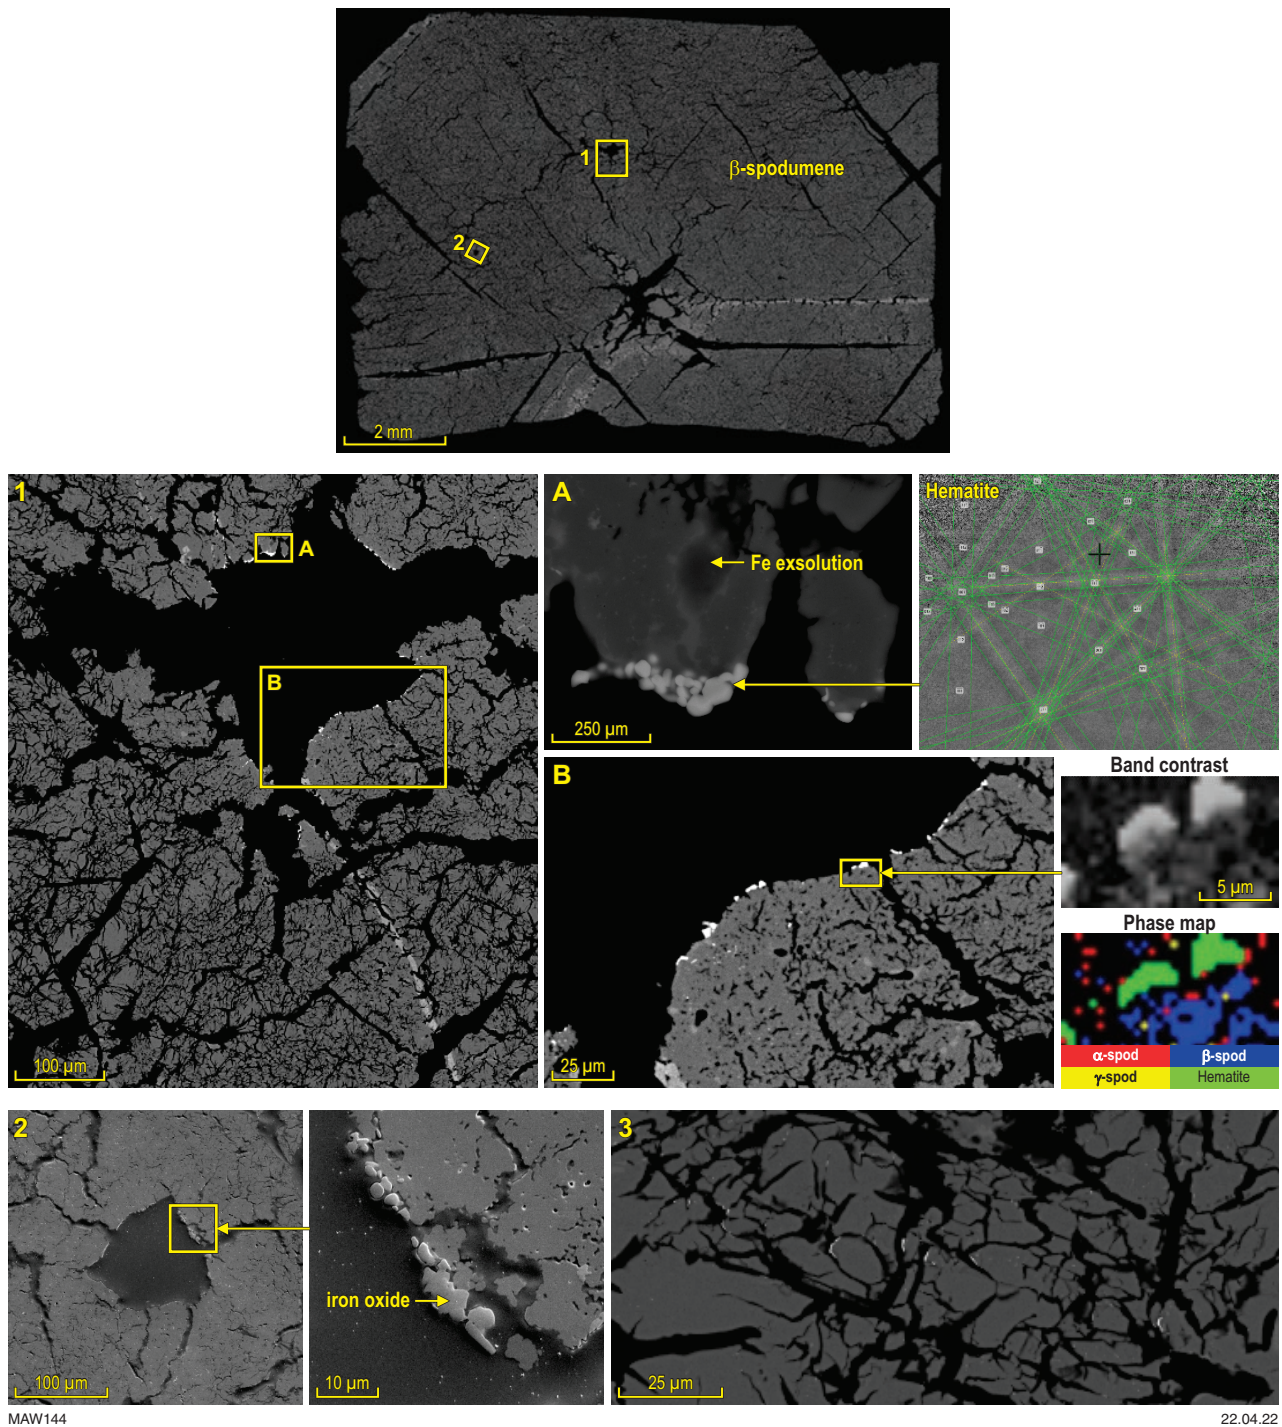 1
β-spodumene
2
2 mm
1
A
B
100 µm
A
Fe exsolution
250 µm
Hematite
B
25 µm
Band contrast
5 µm
Phase map
α-spod
β-spod
γ-spod
Hematite
2
100 µm
iron oxide
10 µm
3
25 µm
MAW144
22.04.22